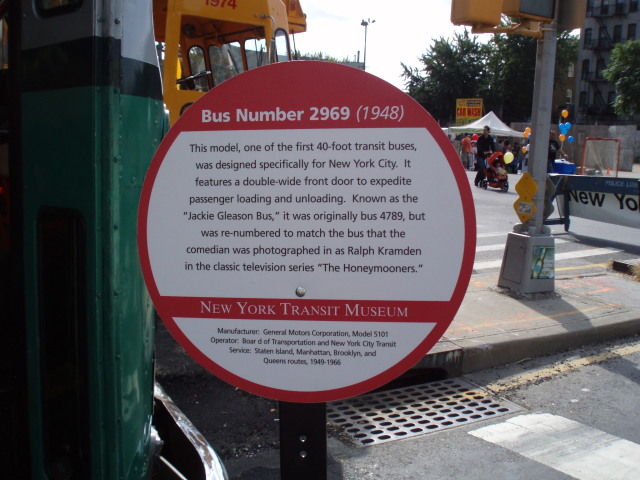 1974
Bus Number 2969 (1948)
This model, one of the first 40-foot transit buses,
was designed specifically for New York City. It
features a double-wide front door to expedite
passenger loading and unloading. Known as the
"Jackie Gleason Bus," it was originally bus 4789, but
was re-numbered to match the bus that the
comedian was photographed in as Ralph Kramden
in the classic television series "The Honeymooners."
NEW YORK TRANSIT MUSEUM
Manufacturer: General Motors Corporation, Model 5101
Operator: Boar d of Transportation and New York City Transit
Service: Staten Island, Manhattan, Brooklyn, and
Queens routes, 1949-1966
CAR WASH
POLICE LINE
New Yo